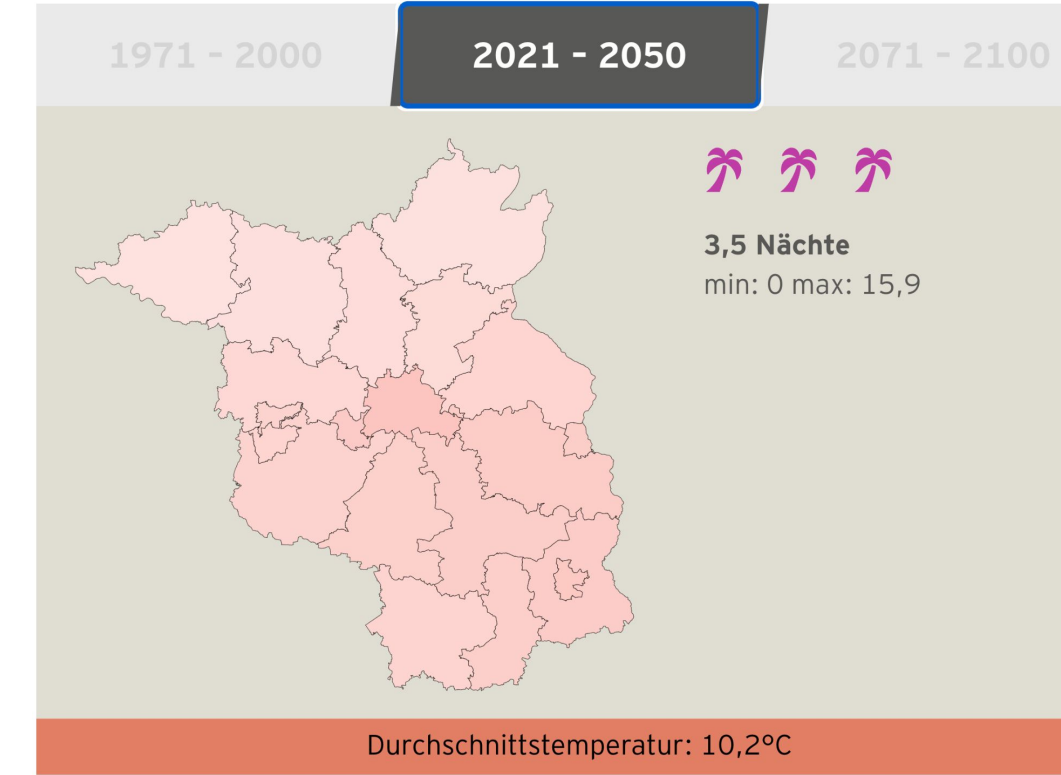 1971 – 2000
2021 – 2050
2071 – 2100
3,5 Nächte
min: 0 max: 15,9
Durchschnittstemperatur: 10,2°C